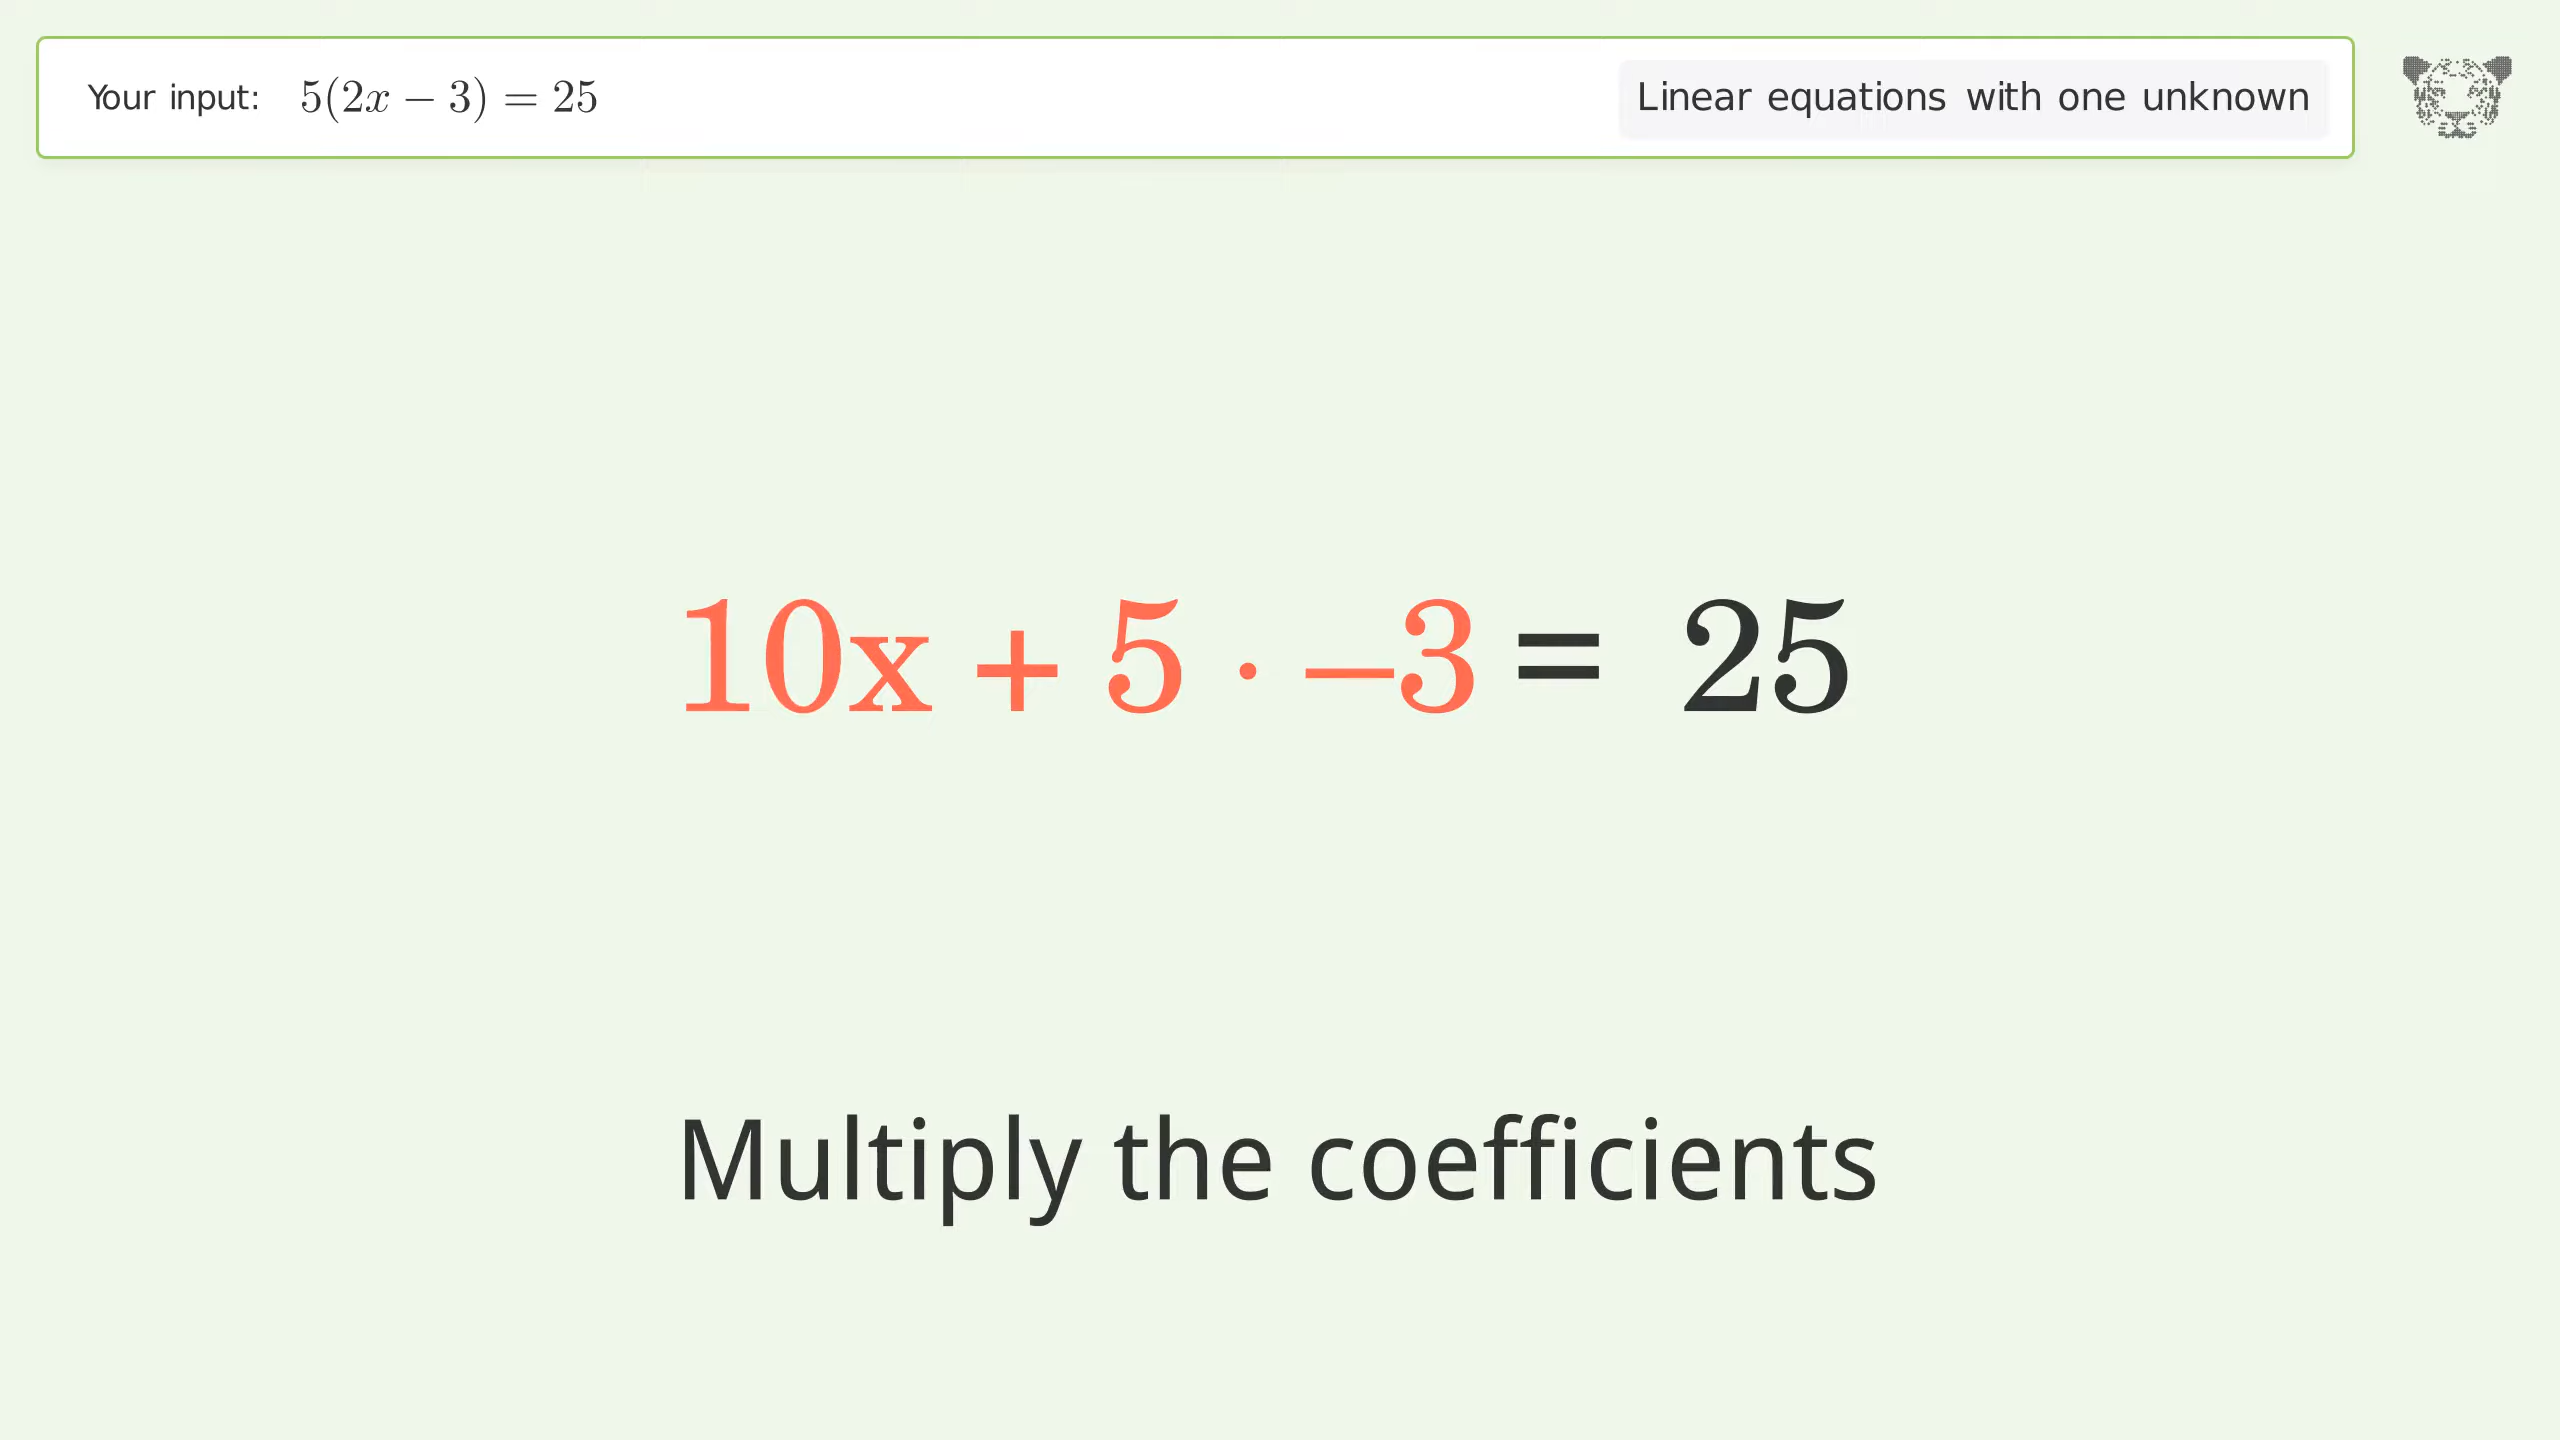 Your input: 5(2x − 3) = 25
Linear equations with one unknown
10x + 5 · −3 = 25
Multiply the coefficients